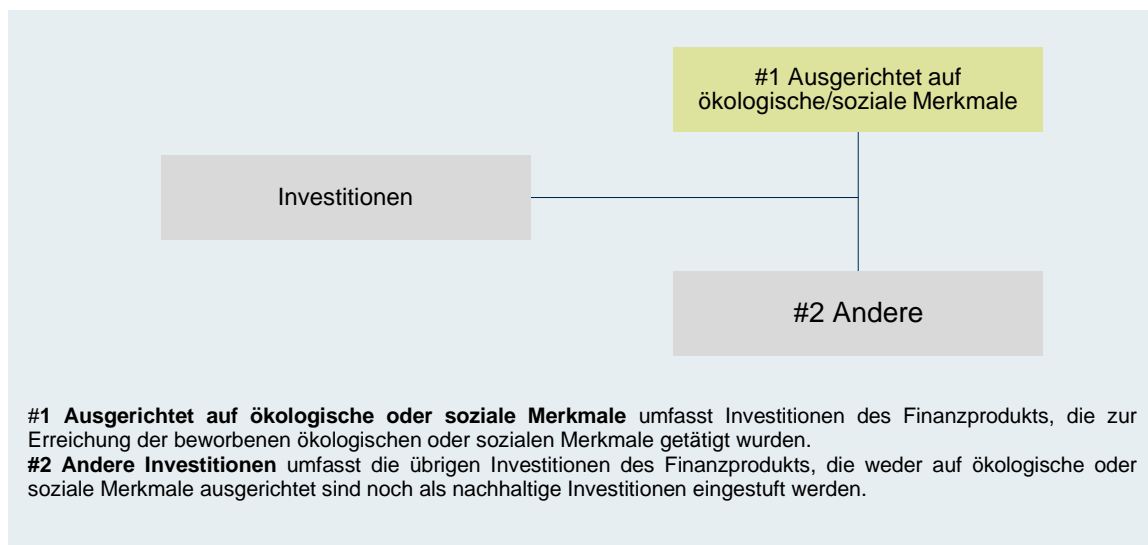 #1 Ausgerichtet auf
ökologische/soziale Merkmale
Investitionen
#2 Andere
#1 Ausgerichtet auf ökologische oder soziale Merkmale umfasst Investitionen des Finanzprodukts, die zur
Erreichung der beworbenen ökologischen oder sozialen Merkmale getätigt wurden.
#2 Andere Investitionen umfasst die übrigen Investitionen des Finanzprodukts, die weder auf ökologische oder
soziale Merkmale ausgerichtet sind noch als nachhaltige Investitionen eingestuft werden.